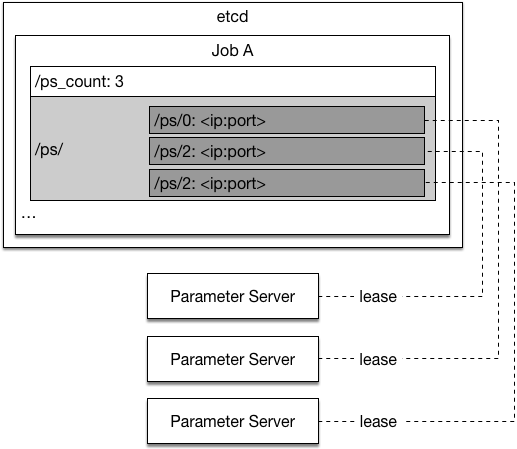 etcd
Job A
/ps_count: 3
/ps/
/ps/0: <ip:port>
/ps/2: <ip:port>
/ps/2: <ip:port>
...
Parameter Server
lease
Parameter Server
lease
Parameter Server
lease